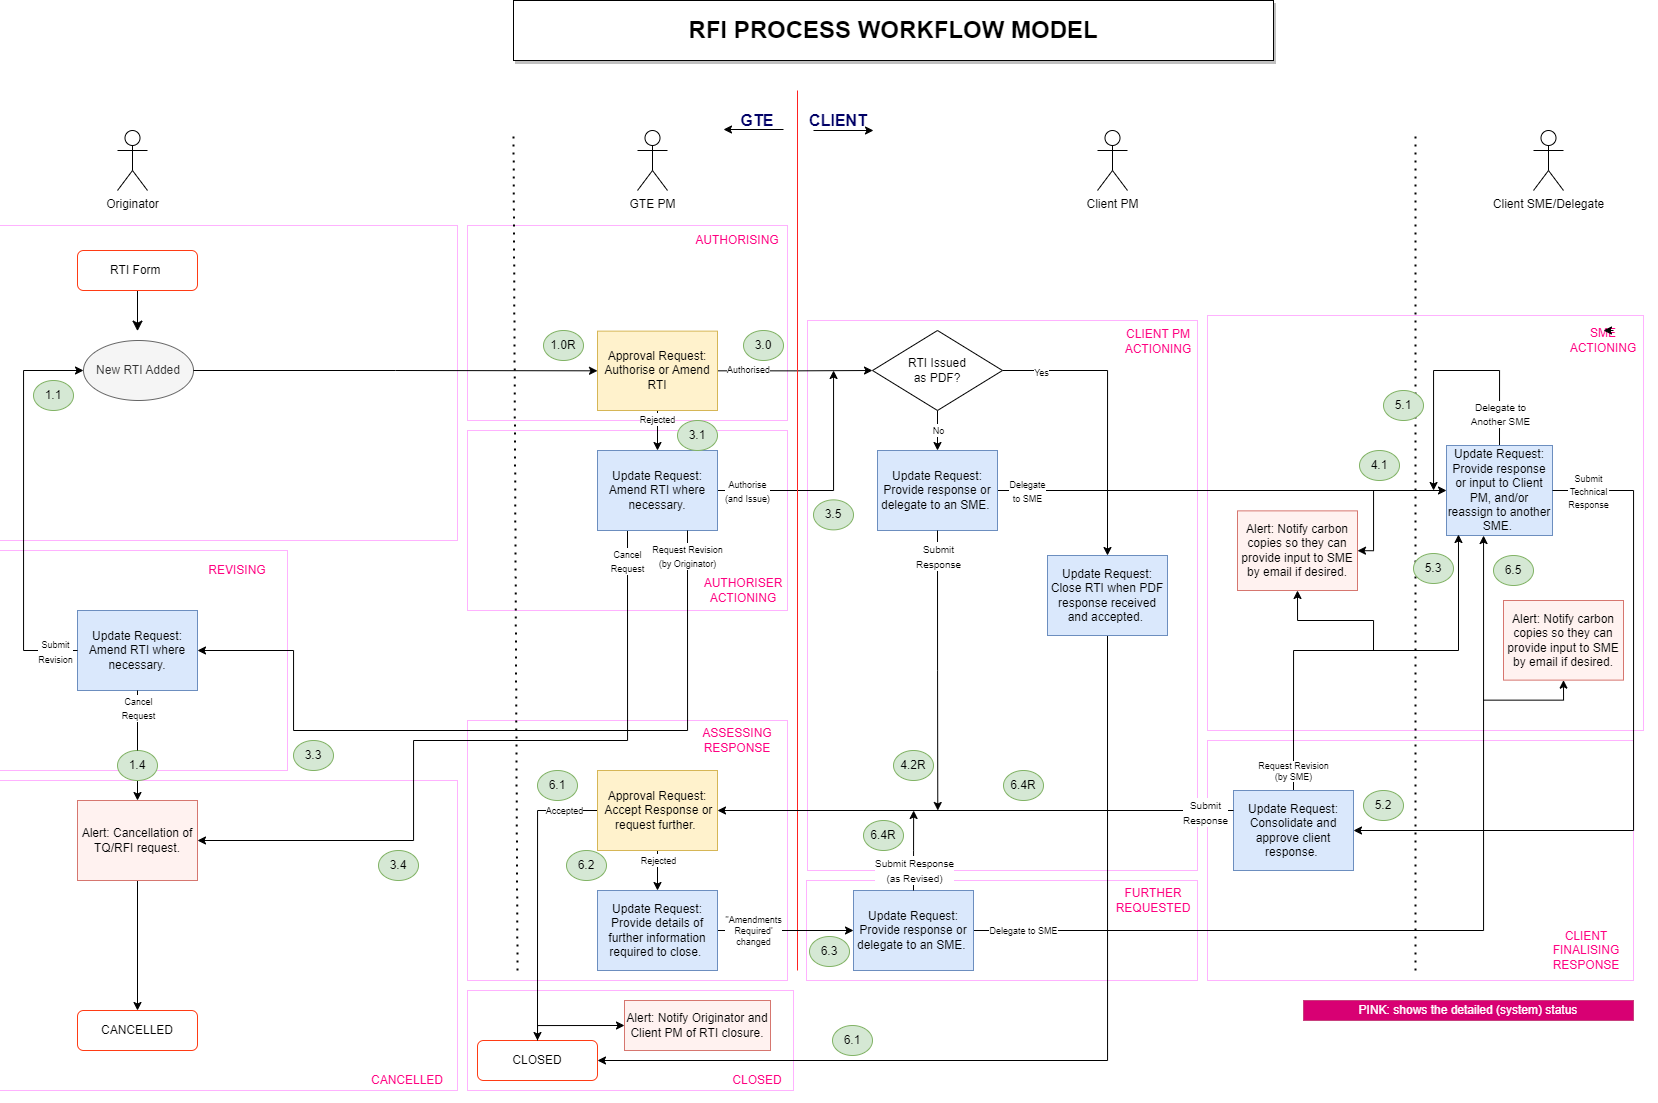 RFI PROCESS WORKFLOW MODEL
GTE
CLIENT
Originator
GTE PM
Client PM
Client SME/Delegate
AUTHORISING
RTI Form
New RTI Added
1.1
1.0R
Approval Request:
Authorise or Amend
RTI
3.0
Authorised
Rejected
3.1
Update Request:
Amend RTI where
necessary.
Authorise
(and Issue)
3.5
Cancel
Request
Request Revision
(by Originator)
AUTHORISER
ACTIONING
CLIENT PM
ACTIONING
RTI Issued
as PDF?
Yes
No
Update Request:
Provide response or
delegate to an SME.
Delegate
to SME
Submit
Response
Update Request:
Close RTI when PDF
response received
and accepted.
SME
ACTIONING
5.1
Delegate to
Another SME
4.1
Update Request:
Provide response
or input to Client
PM, and/or
reassign to another
SME.
Submit
Technical
Response
Alert: Notify carbon
copies so they can
provide input to SME
by email if desired.
5.3
6.5
Alert: Notify carbon
copies so they can
provide input to SME
by email if desired.
REVISING
Update Request:
Amend RTI where
necessary.
Submit
Revision
Cancel
Request
1.4
3.3
Alert: Cancellation of
TQ/RFI request.
3.4
CANCELLED
CANCELLED
ASSESSING
RESPONSE
6.1
Accepted
Approval Request:
Accept Response or
request further.
6.2
Rejected
Update Request:
Provide details of
further information
required to close.
"Amendments
Required'
changed
6.3
4.2R
6.4R
6.4R
Submit Response
(as Revised)
Update Request:
Provide response or
delegate to an SME.
Delegate to SME
FURTHER
REQUESTED
Submit
Response
Request Revision
(by SME)
Update Request:
Consolidate and
approve client
response.
5.2
CLIENT
FINALISING
RESPONSE
Alert: Notify Originator and
Client PM of RTI closure.
CLOSED
CLOSED
6.1
PINK: shows the detailed (system) status